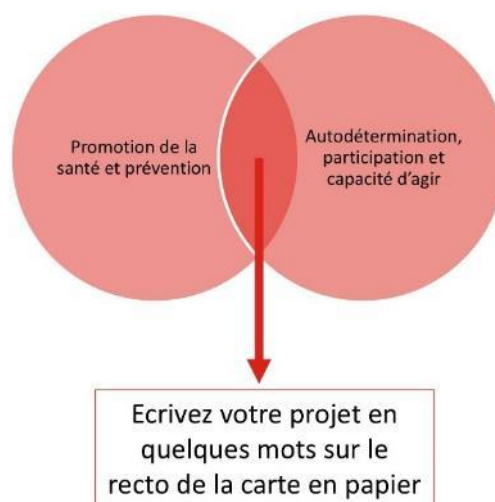 Promotion de la
santé et prévention
Autodétermination,
participation et
capacité d'agir
Ecrivez votre projet en
quelques mots sur le
recto de la carte en papier